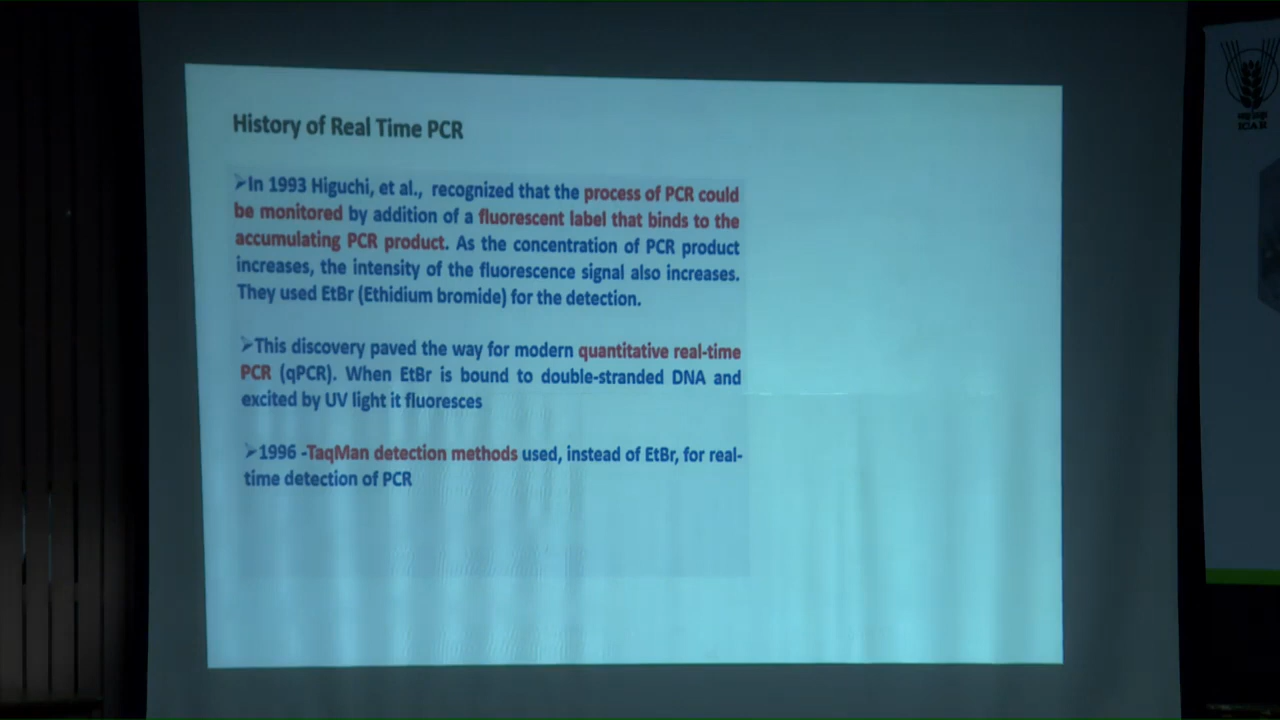 History of Real Time PCR
➢In 1993 Higuchi, et al., recognized that the process of PCR could
be monitored by addition of a fluorescent label that binds to the
accumulating PCR product. As the concentration of PCR product
increases, the intensity of the fluorescence signal also increases.
They used EtBr (Ethidium bromide) for the detection.
➢This discovery paved the way for modern quantitative real-time
PCR (qPCR). When EtBr is bound to double-stranded DNA and
excited by UV light it fluoresces
➢1996 -TaqMan detection methods used, instead of EtBr, for real-
time detection of PCR
ICAR